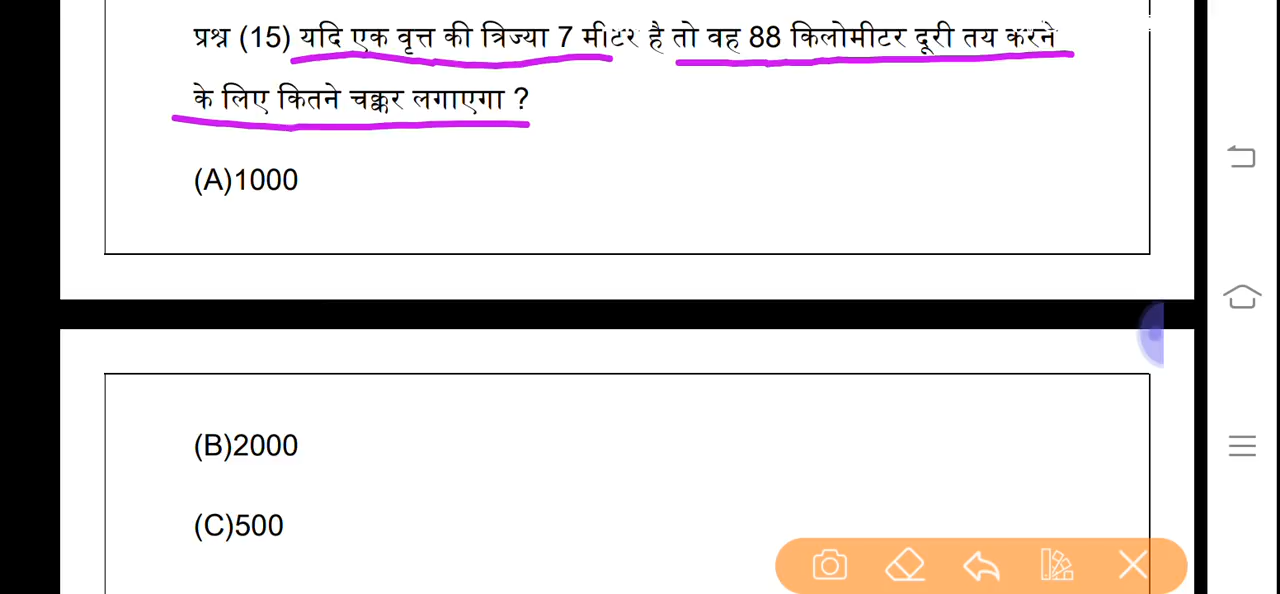 प्रश्न (15) यदि एक वृत्त की त्रिज्या 7 मीटर है तो वह 88 किलोमीटर दूरी तय करने
के लिए कितने चक्कर लगाएगा ?
(A)1000
(B)2000
(C)500